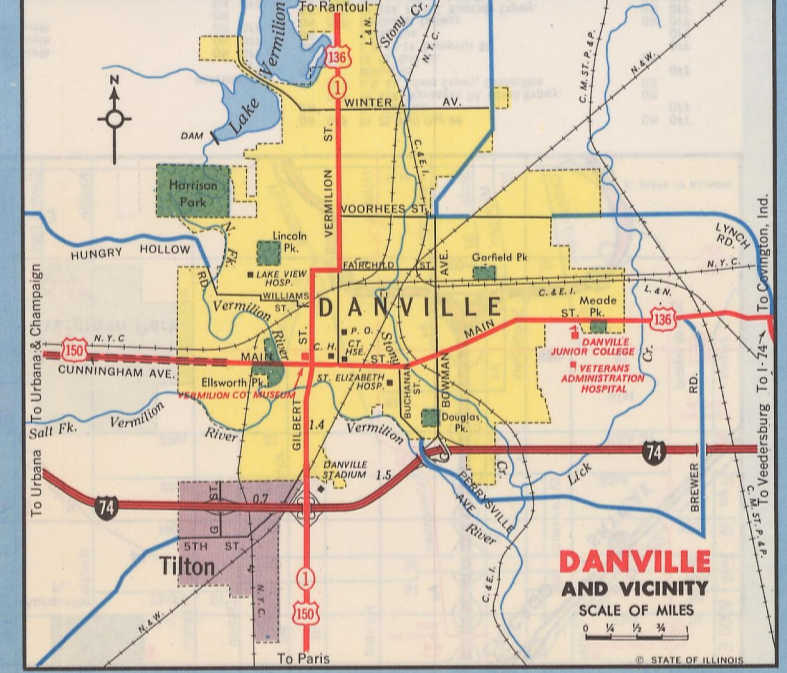 To Rantoul
Vermilion
L. & N.
Stony Cr.
N.Y.C.
136
1
C. M. ST. P. & P.
N. & W.
N
WINTER AV.
Lake
DAM
ST.
C. & E. I.
Harrison
Park
VERMILION
VOORHEES ST.
LYNCH
RD.
To Covington, Ind.
N. Fk.
Lincoln
Pk.
HUNGRY HOLLOW
RD.
LAKE VIEW
HOSP.
FAIRCHILD ST.
AVE.
Garfield Pk
N. Y. C.
C. & E. I.
L. & N.
WILLIAMS
ST.
Vermilion
River
DANVILLE
Meade
Pk.
MAIN ST.
136
To Urbana & Champaign
N. Y. C
150
P. O.
C. H.
CT.
HSE.
Stony
DANVILLE
JUNIOR COLLEGE
Cr.
To I-74
MAIN ST.
ST.
CUNNINGHAM AVE.
Ellsworth Pk.
ST. ELIZABETH
HOSP.
VETERANS
ADMINISTRATION
HOSPITAL
VERMILION CO. MUSEUM
BUCHANAN
ST.
BOWMAN
RD.
Salt Fk.
Vermilion
River
GILBERT
1.4
Vermilion
Douglas
Pk.
To Urbana
DANVILLE
STADIUM
1.5
74
Cr.
Lick
BREWER
To Veedersburg
74
0.7
G ST.
PERRYSVILLE
AVE
River
C. M. ST. P. & P.
5TH ST.
Tilton
DANVILLE
AND VICINITY
SCALE OF MILES
0 ¼ ½ ¾ 1
1
150
N.Y.C.
C. & E. I.
N. & W.
To Paris
© STATE OF ILLINOIS